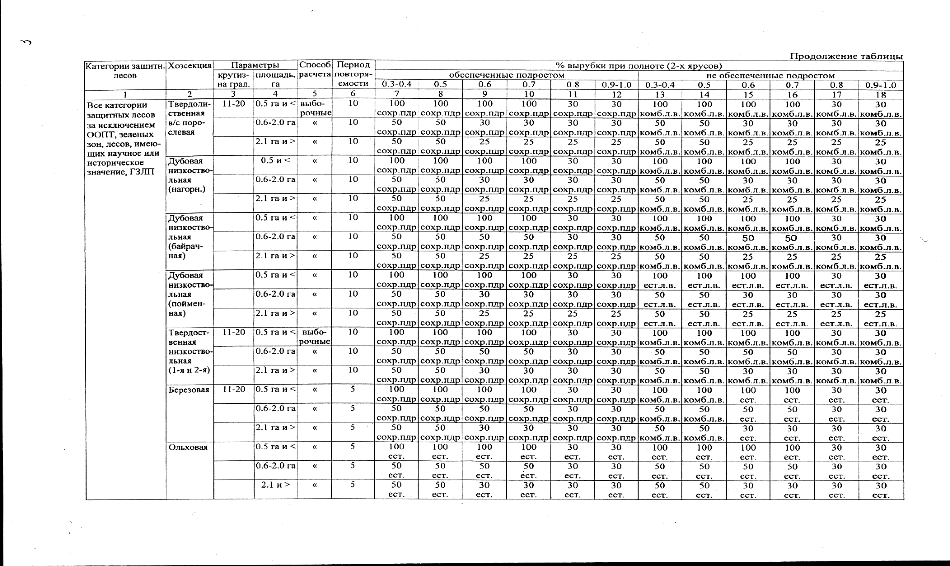 Продолжение таблицы
Категории защитн. лесов Хозсекция Параметры Способ расчета Период повторяемости % вырубки при полноте (2-х ярусов)
крутизна град. площадь, га обеспеченные подростом не обеспеченные подростом
0.3-0.4 0.5 0.6 0.7 0.8 0.9-1.0 0.3-0.4 0.5 0.6 0.7 0.8 0.9-1.0
1 2 3 4 5 6 7 8 9 10 11 12 13 14 15 16 17 18
Все категории
защитных лесов
за исключением
ООПТ, зеленых
зон, лесов, имею-
щих научное или
историческое
значение, ГЗЛП
Твердоли-
ственная
в/с поро-
слевая
11-20 0.5 га и < выбо-
рочные
10 100 100 100 100 30 30 100 100 100 100 30 30
сохр.пдр сохр.пдр сохр.пдр сохр.пдр сохр.пдр сохр.пдр комб.л.в. комб.л.в. комб.л.в. комб.л.в. комб.л.в. комб.л.в.
0.6-2.0 га « 10 50 50 30 30 30 30 50 50 30 30 30 30
сохр.пдр сохр.пдр сохр.пдр сохр.пдр сохр.пдр сохр.пдр комб.л.в. комб.л.в. комб.л.в. комб.л.в. комб.л.в. комб.л.в.
2.1 га и > « 10 50 50 25 25 25 25 50 50 25 25 25 25
сохр.пдр сохр.пдр сохр.пдр сохр.пдр сохр.пдр сохр.пдр комб.л.в. комб.л.в. комб.л.в. комб.л.в. комб.л.в. комб.л.в.
Дубовая
низкоство-
льная
(нагорн.)
0.5 и < « 10 100 100 100 100 30 30 100 100 100 100 30 30
сохр.пдр сохр.пдр сохр.пдр сохр.пдр сохр.пдр сохр.пдр комб.л.в. комб.л.в. комб.л.в. комб.л.в. комб.л.в. комб.л.в.
0.6-2.0 га « 10 50 50 30 30 30 30 50 50 30 30 30 30
сохр.пдр сохр.пдр сохр.пдр сохр.пдр сохр.пдр сохр.пдр комб.л.в. комб.л.в. комб.л.в. комб.л.в. комб.л.в. комб.л.в.
2.1 га и > « 10 50 50 25 25 25 25 50 50 25 25 25 25
сохр.пдр сохр.пдр сохр.пдр сохр.пдр сохр.пдр сохр.пдр комб.л.в. комб.л.в. комб.л.в. комб.л.в. комб.л.в. комб.л.в.
Дубовая
низкоство-
льная
(байрач-
ная)
0.5 га и < « 10 100 100 100 100 30 30 100 100 100 100 30 30
сохр.пдр сохр.пдр сохр.пдр сохр.пдр сохр.пдр сохр.пдр комб.л.в. комб.л.в. комб.л.в. комб.л.в. комб.л.в. комб.л.в.
0.6-2.0 га « 10 50 50 50 50 30 30 50 50 50 50 30 30
сохр.пдр сохр.пдр сохр.пдр сохр.пдр сохр.пдр сохр.пдр комб.л.в. комб.л.в. комб.л.в. комб.л.в. комб.л.в. комб.л.в.
2.1 га и > « 10 50 50 25 25 25 25 50 50 25 25 25 25
сохр.пдр сохр.пдр сохр.пдр сохр.пдр сохр.пдр сохр.пдр комб.л.в. комб.л.в. комб.л.в. комб.л.в. комб.л.в. комб.л.в.
Дубовая
низкоство-
льная
(поймен-
ная)
0.5 га и < « 10 100 100 100 100 30 30 100 100 100 100 30 30
сохр.пдр сохр.пдр сохр.пдр сохр.пдр сохр.пдр сохр.пдр ест.л.в. ест.л.в. ест.л.в. ест.л.в. ест.л.в. ест.л.в.
0.6-2.0 га « 10 50 50 30 30 30 30 50 50 30 30 30 30
сохр.пдр сохр.пдр сохр.пдр сохр.пдр сохр.пдр сохр.пдр ест.л.в. ест.л.в. ест.л.в. ест.л.в. ест.л.в. ест.л.в.
2.1 га и > « 10 50 50 25 25 25 25 50 50 25 25 25 25
сохр.пдр сохр.пдр сохр.пдр сохр.пдр сохр.пдр сохр.пдр ест.л.в. ест.л.в. ест.л.в. ест.л.в. ест.л.в. ест.л.в.
Твердост-
венная
низкоство-
льная
(1-я и 2-я)
11-20 0.5 га и < выбо-
рочные
10 100 100 100 100 30 30 100 100 100 100 30 30
сохр.пдр сохр.пдр сохр.пдр сохр.пдр сохр.пдр сохр.пдр комб.л.в. комб.л.в. комб.л.в. комб.л.в. комб.л.в. комб.л.в.
0.6-2.0 га « 10 50 50 50 50 30 30 50 50 50 50 30 30
сохр.пдр сохр.пдр сохр.пдр сохр.пдр сохр.пдр сохр.пдр комб.л.в. комб.л.в. комб.л.в. комб.л.в. комб.л.в. комб.л.в.
2.1 га и > « 10 50 50 30 30 30 30 50 50 30 30 30 30
сохр.пдр сохр.пдр сохр.пдр сохр.пдр сохр.пдр сохр.пдр комб.л.в. комб.л.в. комб.л.в. комб.л.в. комб.л.в. комб.л.в.
Березовая 11-20 0.5 га и < « 5 100 100 100 100 30 30 100 100 100 100 30 30
сохр.пдр сохр.пдр сохр.пдр сохр.пдр сохр.пдр сохр.пдр комб.л.в. комб.л.в. ест. ест. ест. ест.
0.6-2.0 га « 5 50 50 50 50 30 30 50 50 50 50 30 30
сохр.пдр сохр.пдр сохр.пдр сохр.пдр сохр.пдр сохр.пдр комб.л.в. комб.л.в. ест. ест. ест. ест.
2.1 га и > « 5 50 50 30 30 30 30 50 50 30 30 30 30
сохр.пдр сохр.пдр сохр.пдр сохр.пдр сохр.пдр сохр.пдр комб.л.в. комб.л.в. ест. ест. ест. ест.
Ольховая 0.5 га и < « 5 100 100 100 100 30 30 100 100 100 100 30 30
ест. ест. ест. ест. ест. ест. ест. ест. ест. ест. ест. ест.
0.6-2.0 га « 5 50 50 50 50 30 30 50 50 50 50 30 30
ест. ест. ест. ест. ест. ест. ест. ест. ест. ест. ест. ест.
2.1 и > « 5 50 50 30 30 30 30 50 50 30 30 30 30
ест. ест. ест. ест. ест. ест. ест. ест. ест. ест. ест. ест.